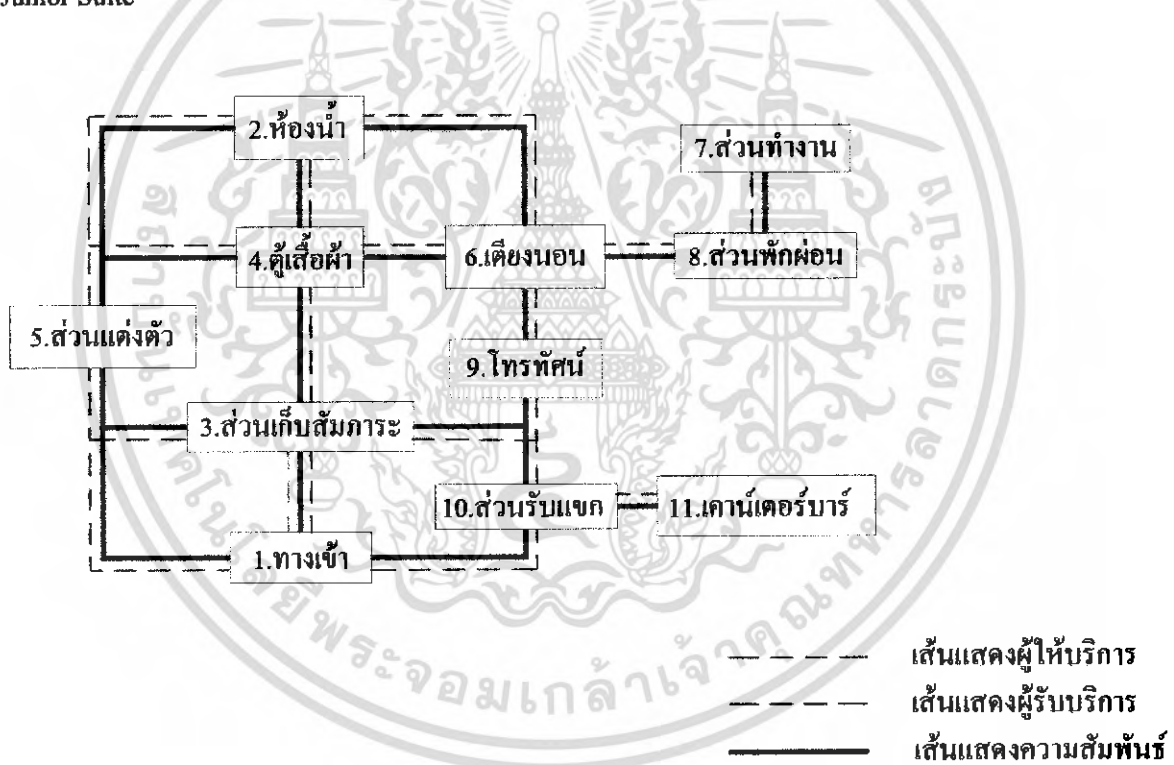 Junior Suite
2.ห้องน้ำ
7.ส่วนทำงาน
4.ตู้เสื้อผ้า
6.เตียงนอน
8.ส่วนพักผ่อน
5.ส่วนแต่งตัว
9.โทรทัศน์
3.ส่วนเก็บสัมภาระ
10.ส่วนรับแขก
11.เคาน์เตอร์บาร์
1.ทางเข้า
เส้นแสดงผู้ให้บริการ
เส้นแสดงผู้รับบริการ
เส้นแสดงความสัมพันธ์